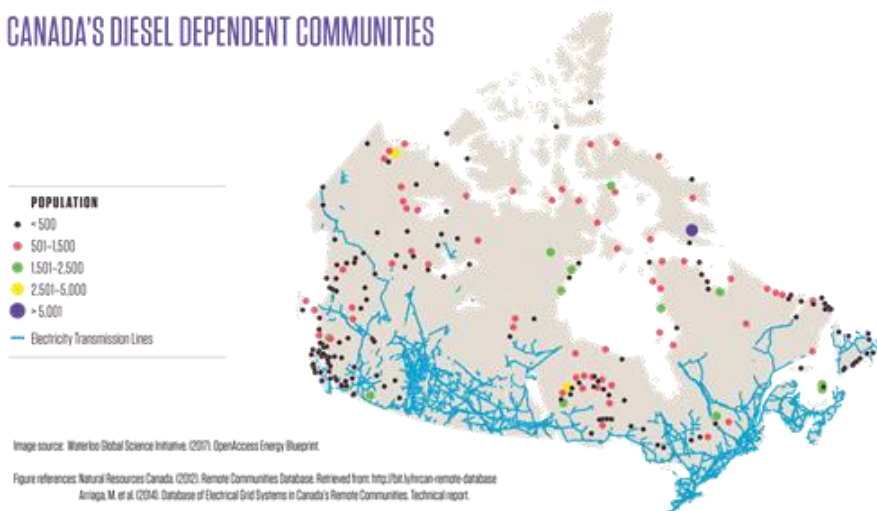 CANADA'S DIESEL DEPENDENT COMMUNITIES
POPULATION
< 500
501–1,500
1,501–2,500
2,501–5,000
> 5,001
Electricity Transmission Lines
Image source: Waterloo Global Science Initiative. (2017). OpenAccess Energy Blueprint.
Figure references: Natural Resources Canada. (2012). Remote Communities Database. Retrieved from: http://bit.ly/nrcan-remote-database
Arriaga, M. et al. (2014). Database of Electrical Grid Systems in Canada's Remote Communities. Technical report.